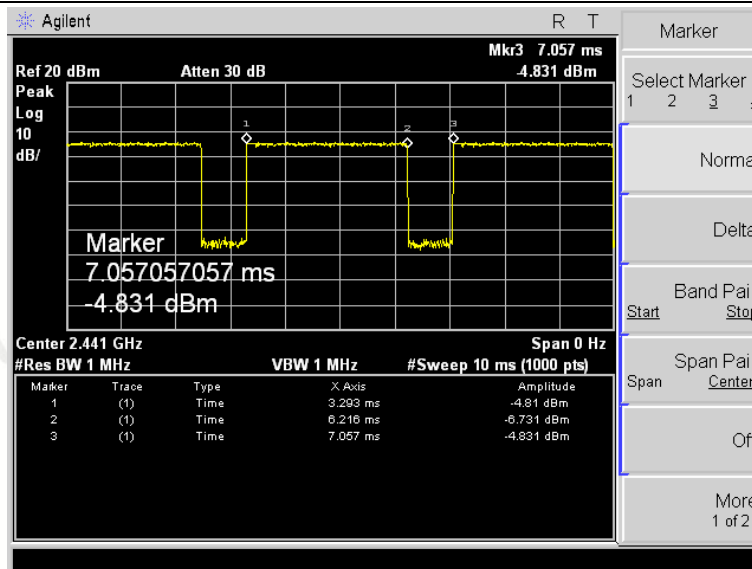 Agilent R T
Marker
Mkr3 7.057 ms
Ref 20 dBm Atten 30 dB -4.831 dBm
Peak
Log
10
dB/
1
2
3
Marker
7.057057057 ms
-4.831 dBm
Center 2.441 GHz Span 0 Hz
#Res BW 1 MHz VBW 1 MHz #Sweep 10 ms (1000 pts)
Marker Trace Type X Axis Amplitude
1 (1) Time 3.293 ms -4.81 dBm
2 (1) Time 6.216 ms -6.731 dBm
3 (1) Time 7.057 ms -4.831 dBm
Select Marker
1 2 3
Norma
Delta
Band Pai
Start Stop
Span Pai
Span Center
Of
More
1 of 2